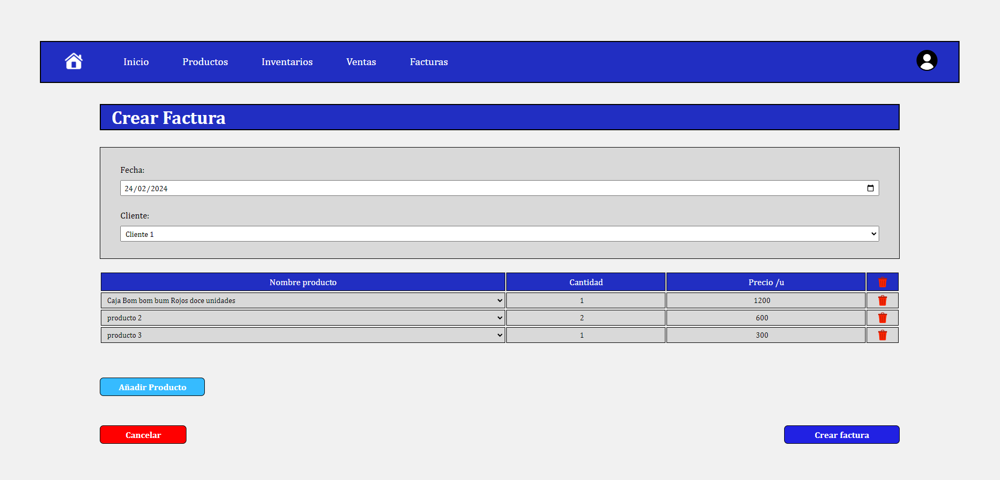 Inicio Productos Inventarios Ventas Facturas
Crear Factura
Fecha:
24/02/2024
Cliente:
Cliente 1
Nombre producto Cantidad Precio /u
Caja Bom bom bum Rojos doce unidades 1 1200
producto 2 2 600
producto 3 1 300
Añadir Producto
Cancelar Crear factura